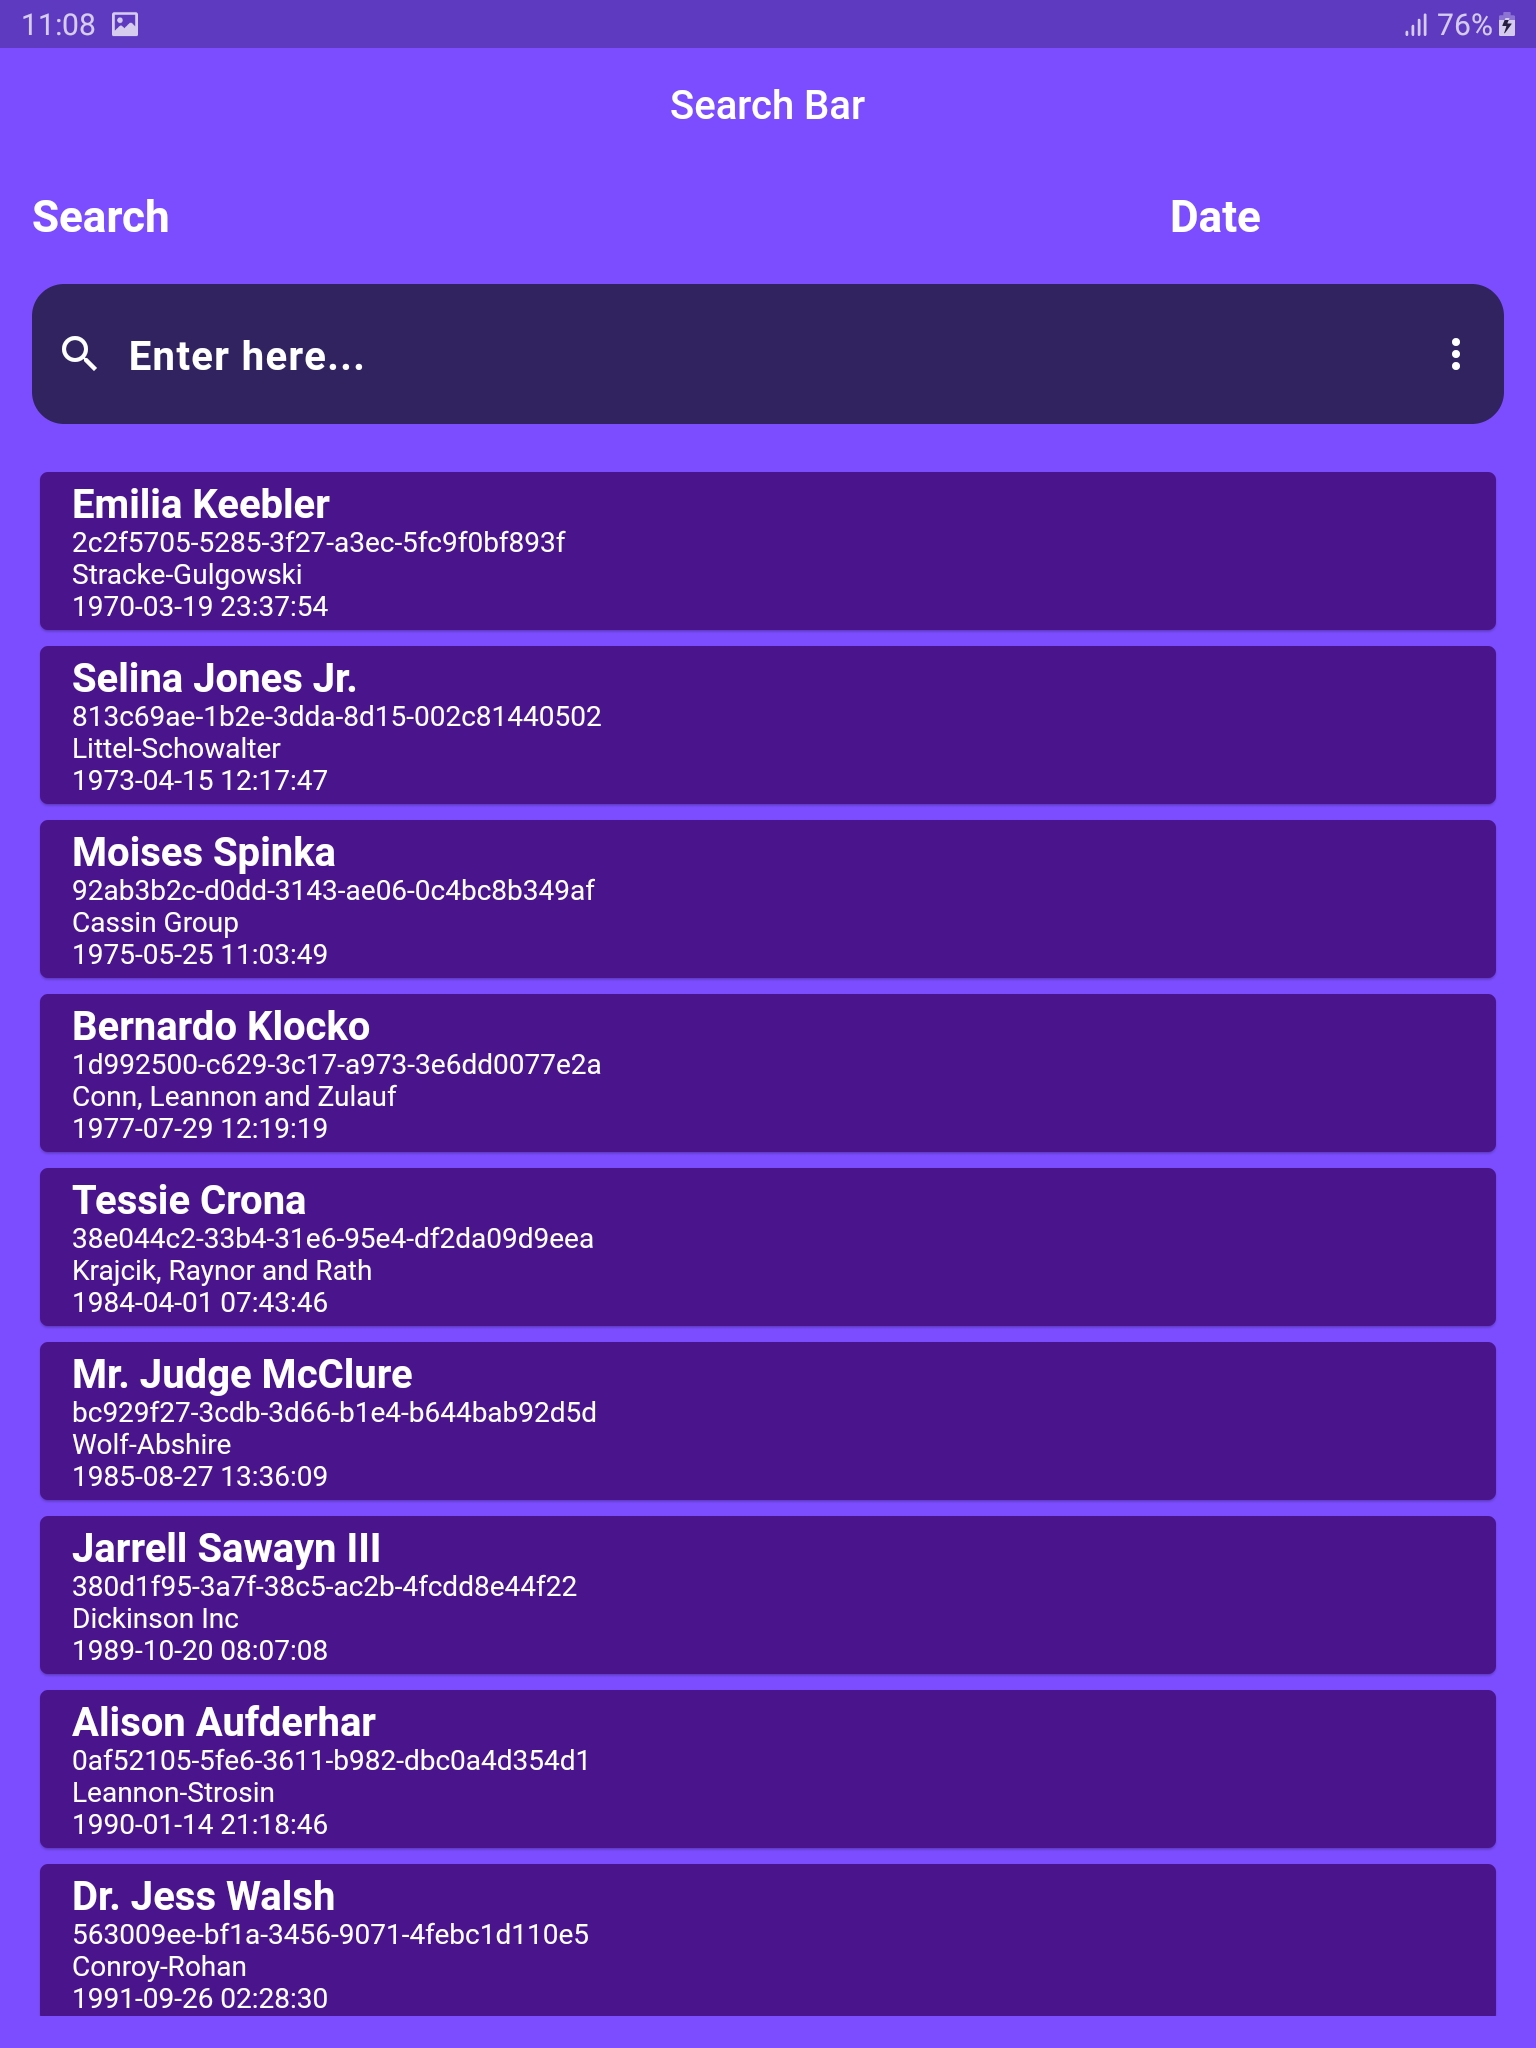 11:08 76%
Search Bar
Search Date
Enter here...
Emilia Keebler
2c2f5705-5285-3f27-a3ec-5fc9f0bf893f
Stracke-Gulgowski
1970-03-19 23:37:54
Selina Jones Jr.
813c69ae-1b2e-3dda-8d15-002c81440502
Littel-Schowalter
1973-04-15 12:17:47
Moises Spinka
92ab3b2c-d0dd-3143-ae06-0c4bc8b349af
Cassin Group
1975-05-25 11:03:49
Bernardo Klocko
1d992500-c629-3c17-a973-3e6dd0077e2a
Conn, Leannon and Zulauf
1977-07-29 12:19:19
Tessie Crona
38e044c2-33b4-31e6-95e4-df2da09d9eea
Krajcik, Raynor and Rath
1984-04-01 07:43:46
Mr. Judge McClure
bc929f27-3cdb-3d66-b1e4-b644bab92d5d
Wolf-Abshire
1985-08-27 13:36:09
Jarrell Sawayn III
380d1f95-3a7f-38c5-ac2b-4fcdd8e44f22
Dickinson Inc
1989-10-20 08:07:08
Alison Aufderhar
0af52105-5fe6-3611-b982-dbc0a4d354d1
Leannon-Strosin
1990-01-14 21:18:46
Dr. Jess Walsh
563009ee-bf1a-3456-9071-4febc1d110e5
Conroy-Rohan
1991-09-26 02:28:30